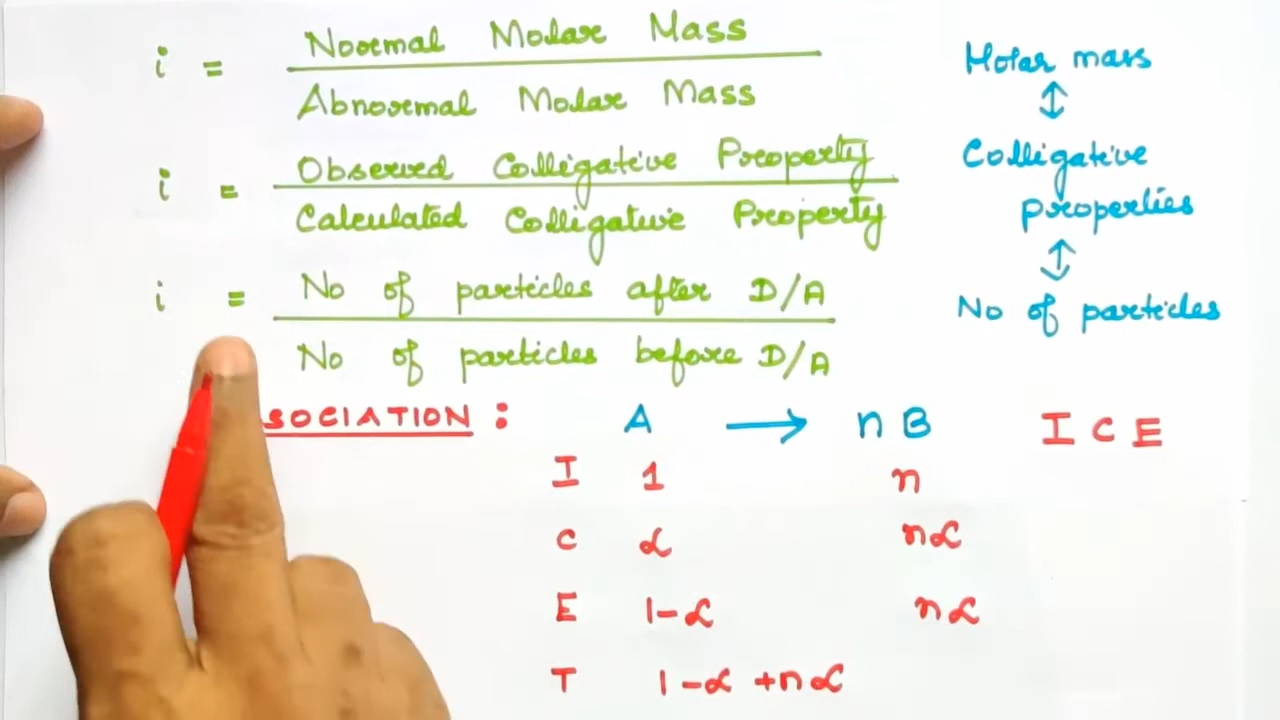 i = Normal Molar Mass
Abnormal Molar Mass
i = Observed Colligative Property
Calculated Colligative Property
i = No of particles after D/A
No of particles before D/A
Molar mass
↕
Colligative
properties
↕
No of particles
SOCIATION : A → nB I C E
I 1 n
C α nα
E 1-α nα
T 1-α +nα